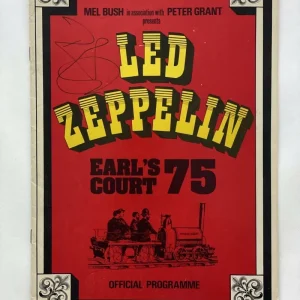 MEL BUSH in association with PETER GRANT
presents
LED
ZEPPELIN
EARL'S
COURT 75
OFFICIAL PROGRAMME